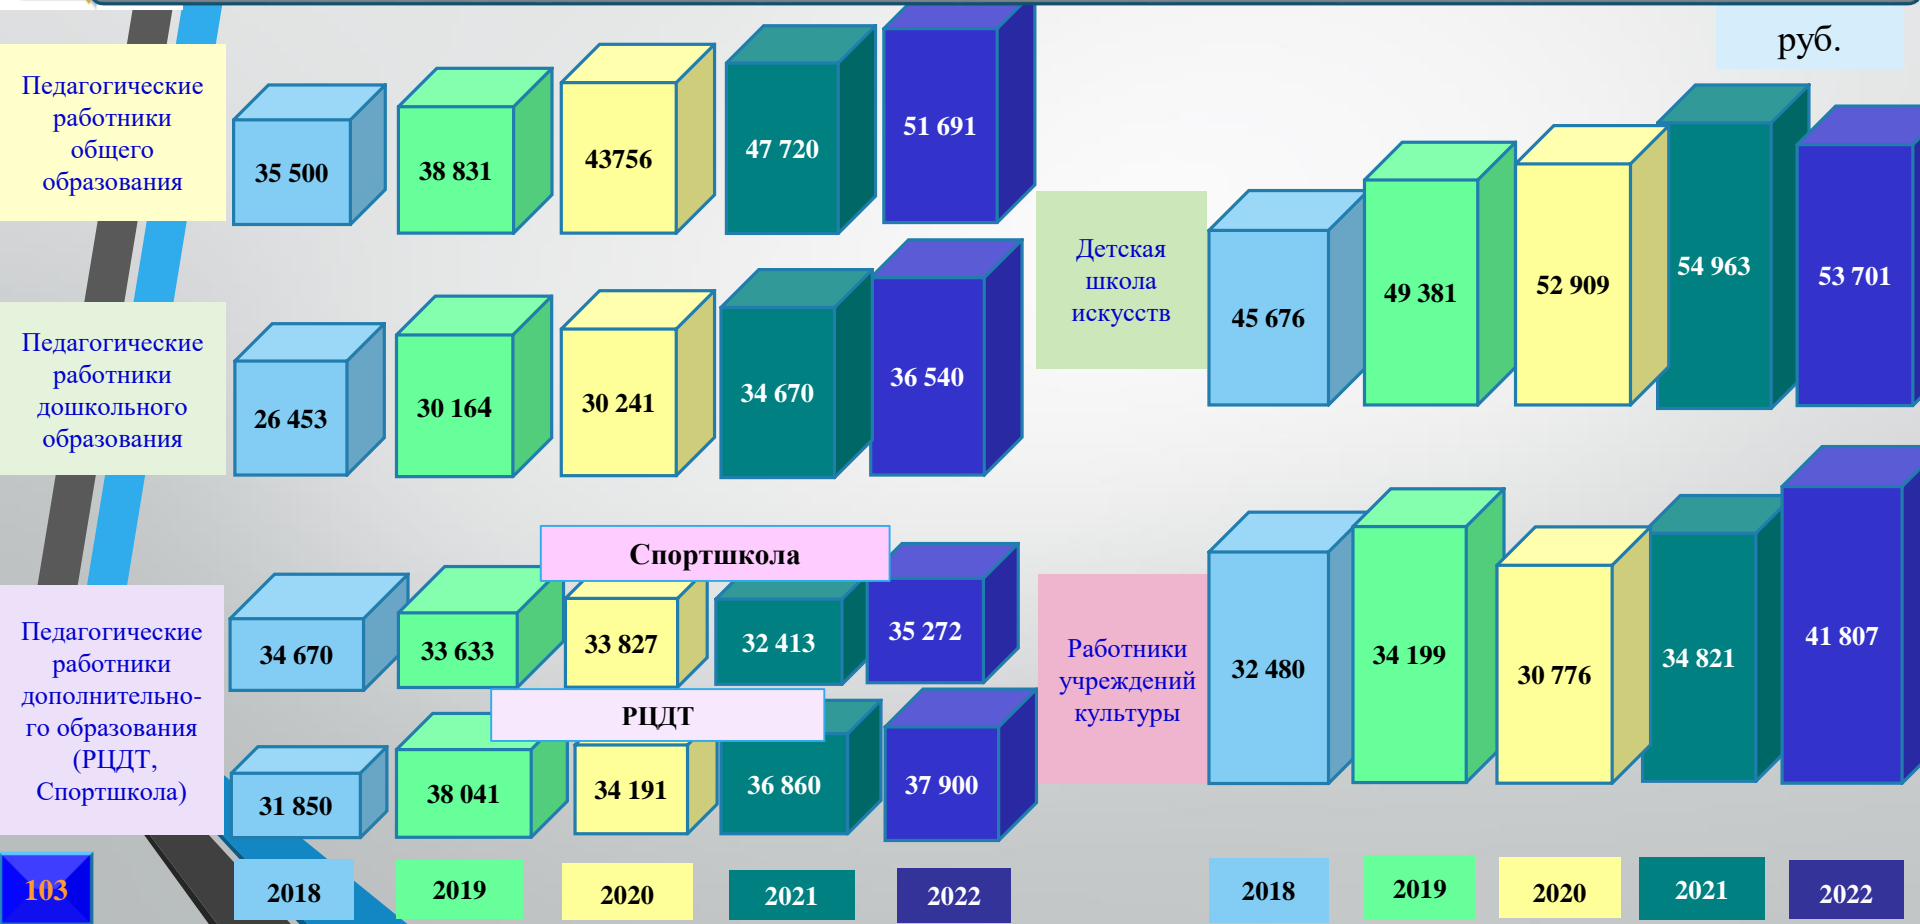 руб.
Педагогические
работники
общего
образования
35 500
38 831
43756
47 720
51 691
Педагогические
работники
дошкольного
образования
26 453
30 164
30 241
34 670
36 540
Педагогические
работники
дополнительно-
го образования
(РЦДТ,
Спортшкола)
Спортшкола
34 670
33 633
33 827
32 413
35 272
РЦДТ
31 850
38 041
34 191
36 860
37 900
103
2018
2019
2020
2021
2022
Детская
школа
искусств
45 676
49 381
52 909
54 963
53 701
Работники
учреждений
культуры
32 480
34 199
30 776
34 821
41 807
2018
2019
2020
2021
2022